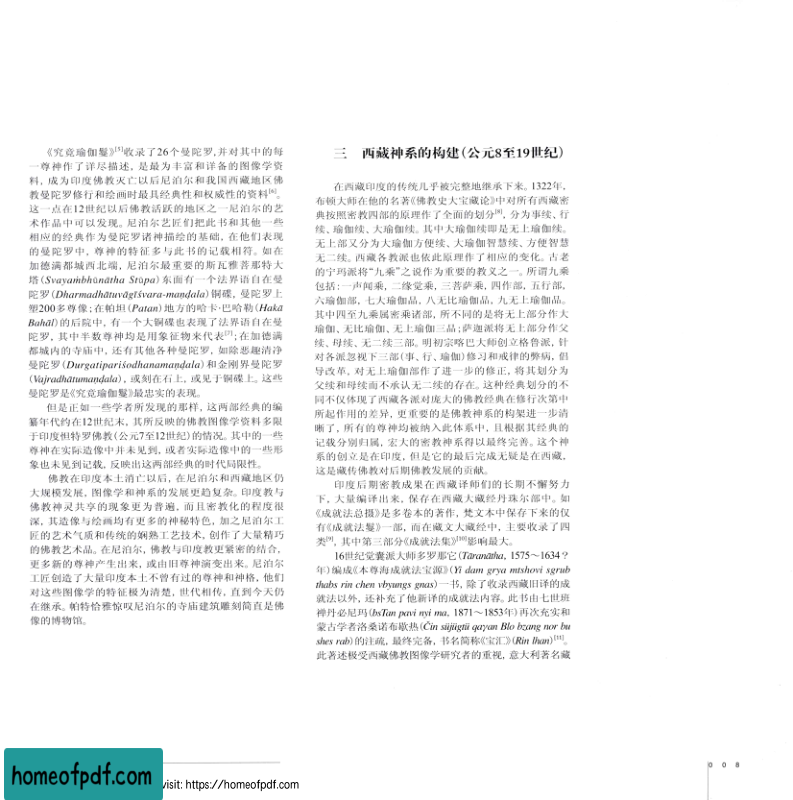 《究竟瑜伽鬘》[5]收录了26个曼陀罗,并对其中的每
一尊神作了详尽描述，是最为丰富和详备的图像学资
料，成为印度佛教灭亡以后尼泊尔和我国西藏地区佛
教曼陀罗修行和绘画时最具经典性和权威性的资料[6]。
这一点在12世纪以后佛教活跃的地区之一尼泊尔的艺
术作品中可以发现。尼泊尔艺匠们把此书和其他一些
相应的经典作为曼陀罗诸神描绘的基础，在他们表现
的曼陀罗中，尊神的特征多与此书的记载相符。如在
加德满都城西北端，尼泊尔最重要的斯瓦雅菩那特大
塔(Svayambhūnātha Stūpa)东面有一个法界语自在曼
陀罗(Dharmadhātuvāgīśvara-maṇḍala)铜碟，曼陀罗上
塑200多尊像;在帕坦(Patan)地方的哈卡·巴哈勒(Hakā
Bahāl)的后院中，有一个大铜碟也表现了法界语自在曼
陀罗，其中半数尊神均是用象征物来代表[7];在加德满
都城内的寺庙中，还有其他各种曼陀罗，如除恶趣清净
曼陀罗(Durgatipariśodhanamaṇḍala)和金刚界曼陀罗
(Vajradhātumaṇḍala)，或刻在石上，或见于铜碟上。这些
曼陀罗是《究竟瑜伽鬘》最忠实的表现。
但是正如一些学者所发现的那样，这两部经典的编
纂年代约在12世纪末，其所反映的佛教图像学资料多限
于印度怛特罗佛教(公元7至12世纪)的情况。其中的一些
尊神在实际造像中并未见到，或者实际造像中的一些形
象也未见到记载，反映出这两部经典的时代局限性。
佛教在印度本土消亡以后，在尼泊尔和西藏地区仍
大规模发展，图像学和神系的发展更趋复杂。印度教与
佛教神灵共享的现象更为普遍，而且密教化的程度很
深，其造像与绘画均有更多的神秘特色，加之尼泊尔工
匠的艺术气质和传统的娴熟工艺技术，创作了大量精巧
的佛教艺术品。在尼泊尔，佛教与印度教更紧密的结合，
更多新的尊神产生出来，或由旧尊神演变出来。尼泊尔
工匠创造了大量印度本土不曾有过的尊神和神格，他们
对这些图像学的特征极为清楚，世代相传，直到今天仍
在继承。帕特恰雅惊叹尼泊尔的寺庙建筑雕刻简直是佛
像的博物馆。
三 西藏神系的构建(公元8至19世纪)
在西藏印度的传统几乎被完整地继承下来。1322年，
布顿大师在他的名著《佛教史大宝藏论》中对所有西藏密
典按照密教四部的原理作了全面的划分[8]，分为事续、行
续、瑜伽续、大瑜伽续。其中大瑜伽续即是无上瑜伽续。
无上部又分为大瑜伽方便续、大瑜伽智慧续、方便智慧
无二续。西藏各教派也依此原理作了相应的变化。古老
的宁玛派将“九乘”之说作为重要的教义之一。所谓九乘
包括:一声闻乘，二缘觉乘，三菩萨乘，四作部，五行部，
六瑜伽部，七大瑜伽品，八无比瑜伽品，九无上瑜伽品。
其中四至九乘属密乘诸部，所不同的是将无上部分作大
瑜伽、无比瑜伽、无上瑜伽三品;萨迦派将无上部分作父
续、母续、无二续三部。明初宗喀巴大师创立格鲁派，针
对各派忽视下三部(事、行、瑜伽)修习和戒律的弊病，倡
导改革，对无上瑜伽部作了进一步的修正，将其划分为
父续和母续而不承认无二续的存在。这种经典划分的不
同不仅体现了西藏各派对庞大的佛教经典在修行次第中
所起作用的差异，更重要的是佛教神系的构架进一步清
晰了，所有的尊神均被纳入此体系中，且根据其经典的
记载分别归属，宏大的密教神系得以最终完善。这个神
系的创立是在印度，但是它的最后完成无疑是在西藏，
这是藏传佛教对后期佛教发展的贡献。
印度后期密教成果在西藏译师们的长期不懈努力
下，大量编译出来，保存在西藏大藏经丹珠尔部中。如
《成就法总摄》是多卷本的著作，梵文本中保存下来的仅
有《成就法鬘》一部，而在藏文大藏经中，主要收录了四
类[9]，其中第三部分《成就法集》[10]影响最大。
16世纪觉囊派大师多罗那它(Tāranātha, 1575～1634？
年)编成《本尊海成就法宝源》(Yi dam grya mtshovi sgrub
thabs rin chen vbyungs gnas)一书，除了收录西藏旧译的成
就法以外，还补充了他新译的成就法内容。此书由七世班
禅丹必尼玛(bsTan pavi nyi ma, 1871～1853年)再次充实和
蒙古学者洛桑诺布歇热(Čin süjügtü qaγan Blo bzang nor bu
shes rab)的注疏，最终完备，书名简称《宝汇》(Rin lhan)[11]。
此著述极受西藏佛教图像学研究者的重视，意大利著名藏
008
homeofpdf.com
visit: https://homeofpdf.com